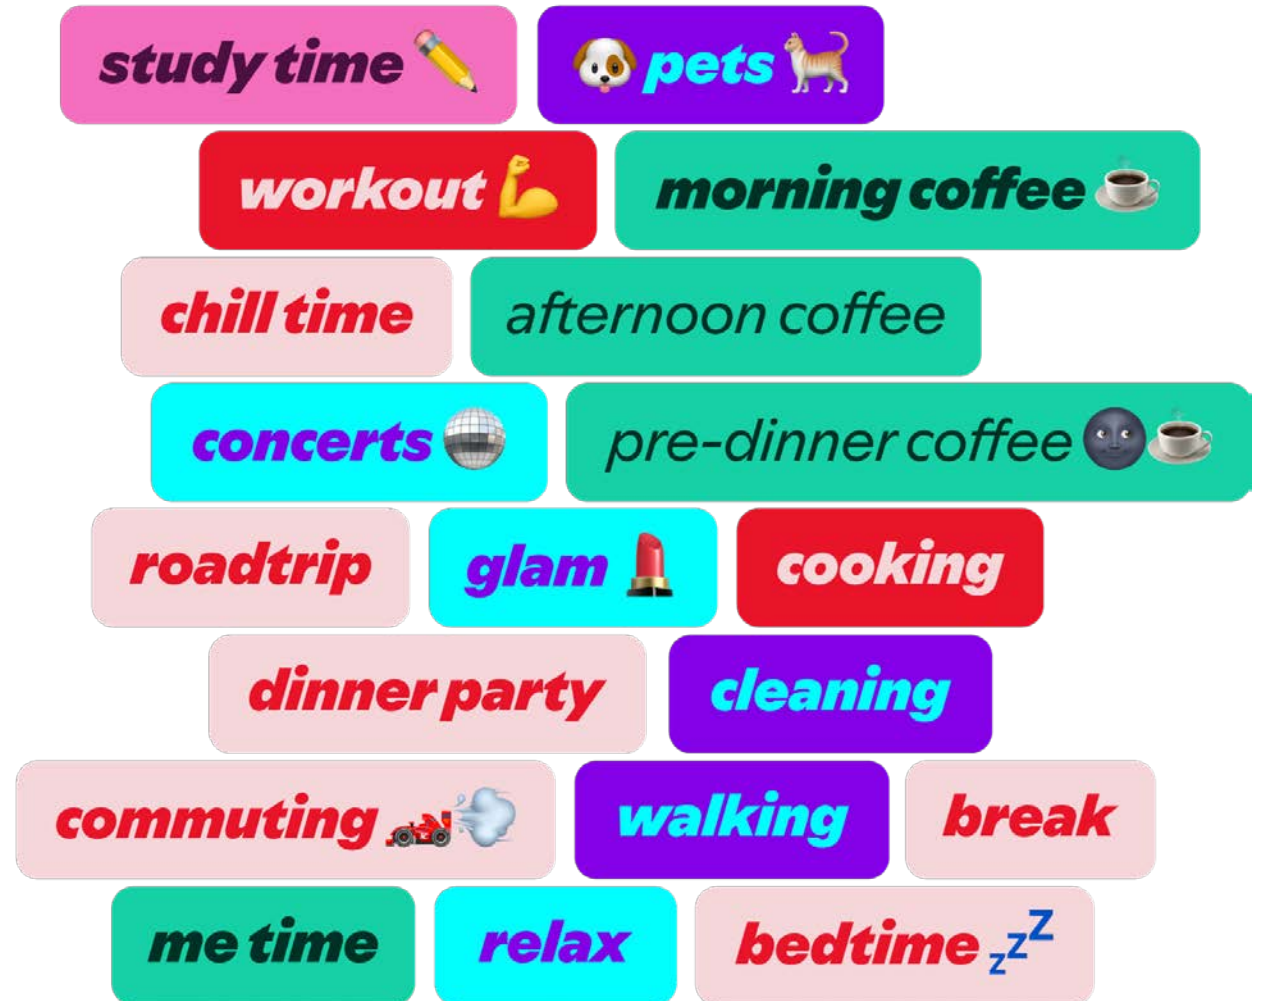 study time ✏️ 🐶 pets 🐈
workout 💪 morning coffee ☕
chill time afternoon coffee
concerts 🪩 pre-dinner coffee 🌚☕
roadtrip glam 💄 cooking
dinner party cleaning
commuting 🏎️💨 walking break
me time relax bedtime 💤